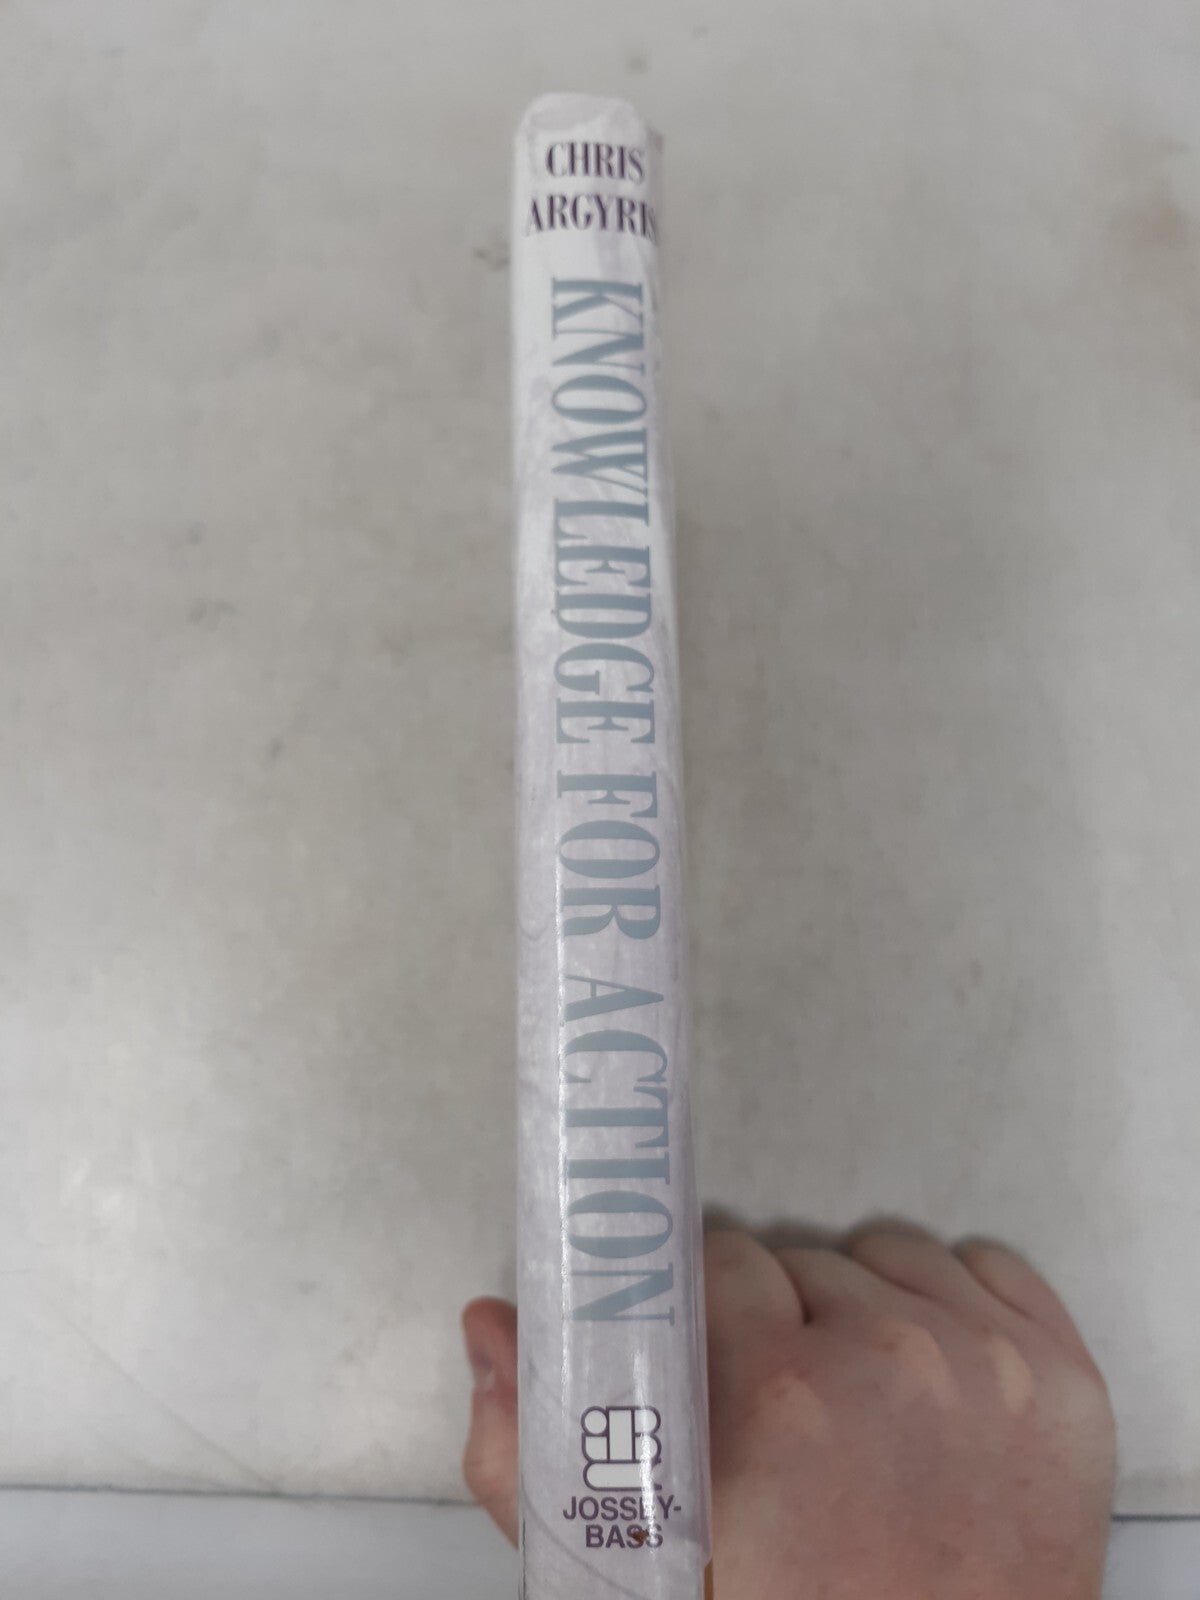 CHRIS
ARGYRIS
KNOWLEDGE FOR ACTION
JOSSEY-
BASS